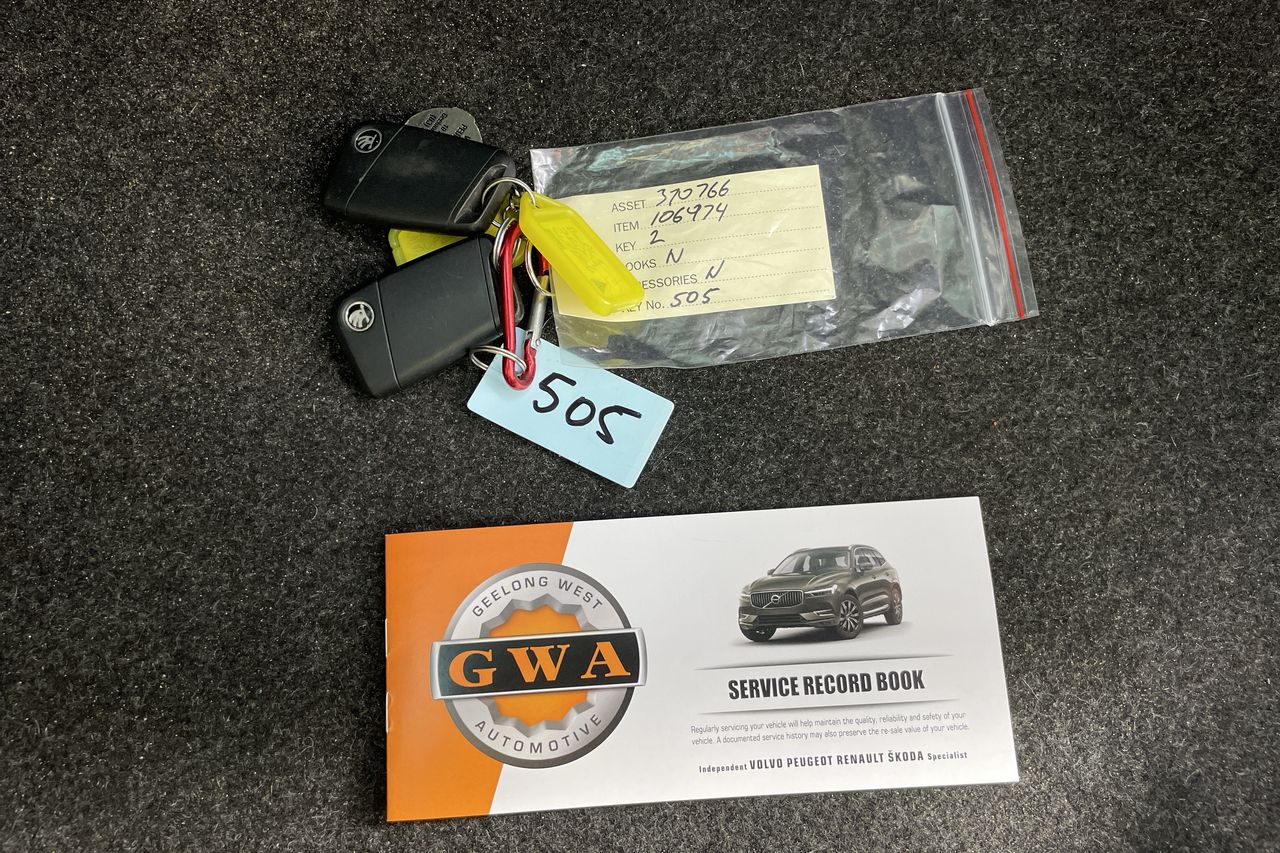 ASSET 370766
ITEM 106974
KEY 2
OOKS N
ESSORIES N
KEY No. 505
505
GEELONG WEST
GWA
AUTOMOTIVE
SERVICE RECORD BOOK
Regularly servicing your vehicle will help maintain the quality, reliability and safety of your
vehicle. A documented service history may also preserve the re-sale value of your vehicle.
Independent VOLVO PEUGEOT RENAULT ŠKODA Specialist